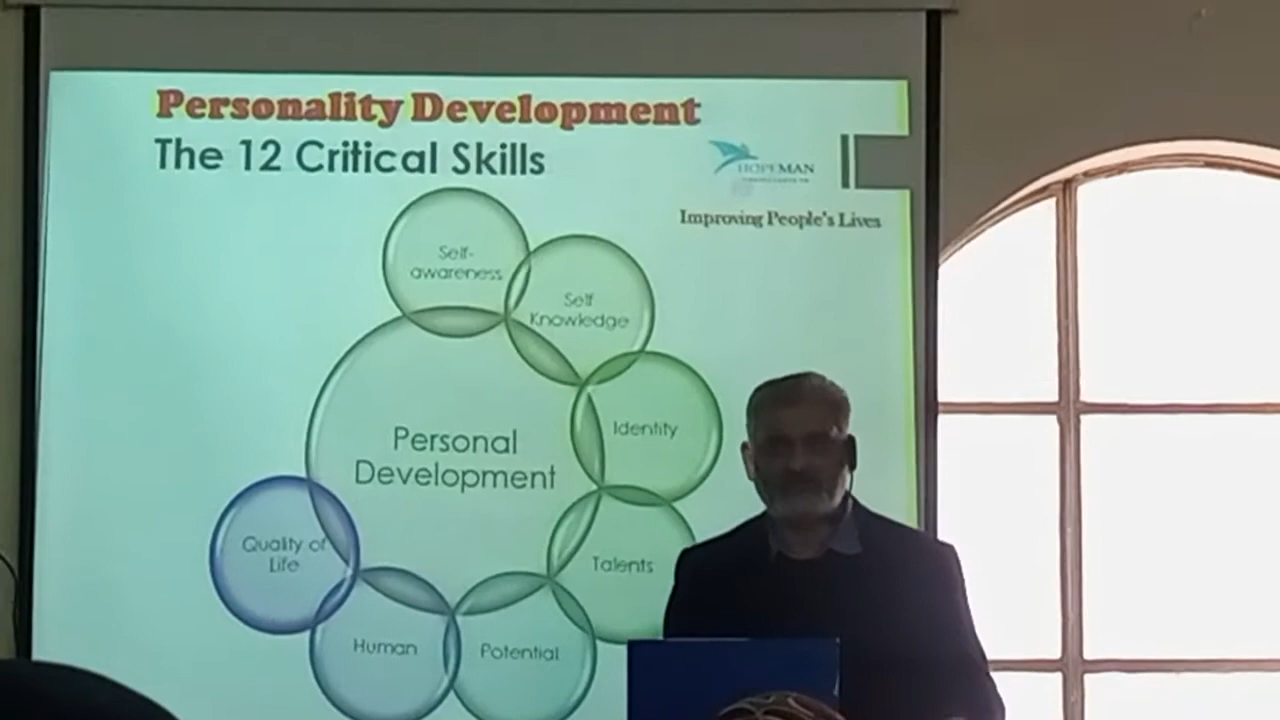 Personality Development
The 12 Critical Skills
HOPEMAN
Improving People's Lives
Self-
awareness
Self
Knowledge
Identity
Personal
Development
Talents
Quality of
Life
Human
Potential